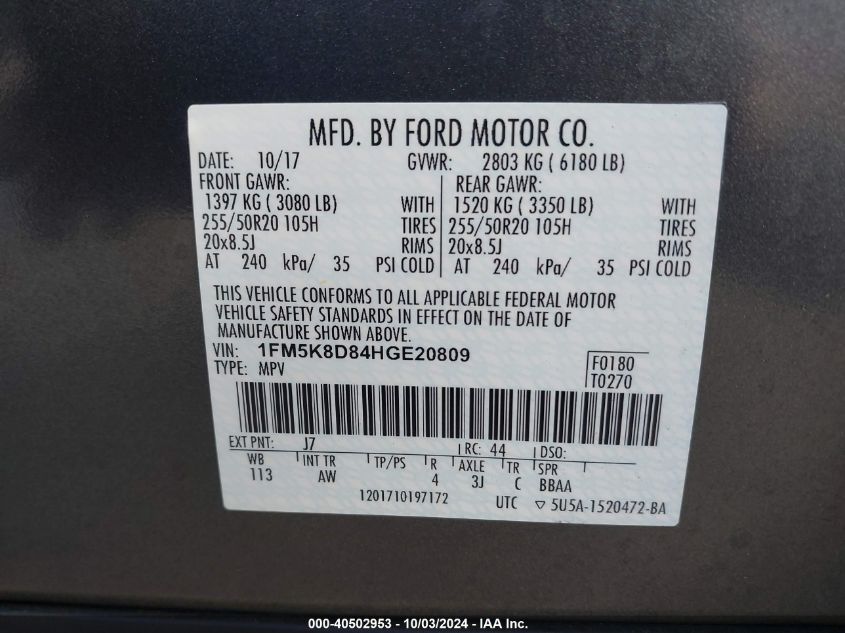 MFD. BY FORD MOTOR CO.
DATE: 10/17 GVWR: 2803 KG ( 6180 LB)
FRONT GAWR: REAR GAWR:
1397 KG ( 3080 LB) WITH 1520 KG ( 3350 LB) WITH
255/50R20 105H TIRES 255/50R20 105H TIRES
20x8.5J RIMS 20x8.5J RIMS
AT 240 kPa/ 35 PSI COLD AT 240 kPa/ 35 PSI COLD
THIS VEHICLE CONFORMS TO ALL APPLICABLE FEDERAL MOTOR
VEHICLE SAFETY STANDARDS IN EFFECT ON THE DATE OF
MANUFACTURE SHOWN ABOVE.
VIN: 1FM5K8D84HGE20809
TYPE: MPV
F0180
T0270
EXT PNT: J7 RC: 44 DSO:
WB INT TR TP/PS R AXLE TR SPR
113 AW 4 3J C BBAA
1201710197172 UTC ▽ 5U5A-1520472-BA
000-40502953 - 10/03/2024 - IAA Inc.